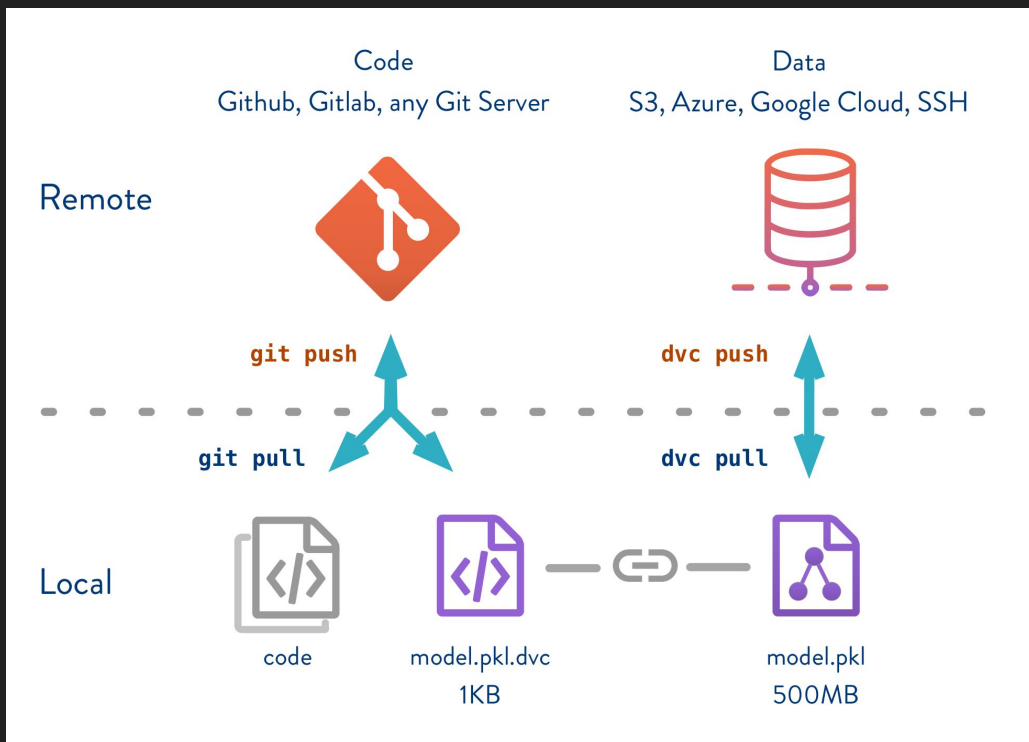 Code
Github, Gitlab, any Git Server
Data
S3, Azure, Google Cloud, SSH
Remote
git push
dvc push
git pull
dvc pull
Local
code
model.pkl.dvc
1KB
model.pkl
500MB